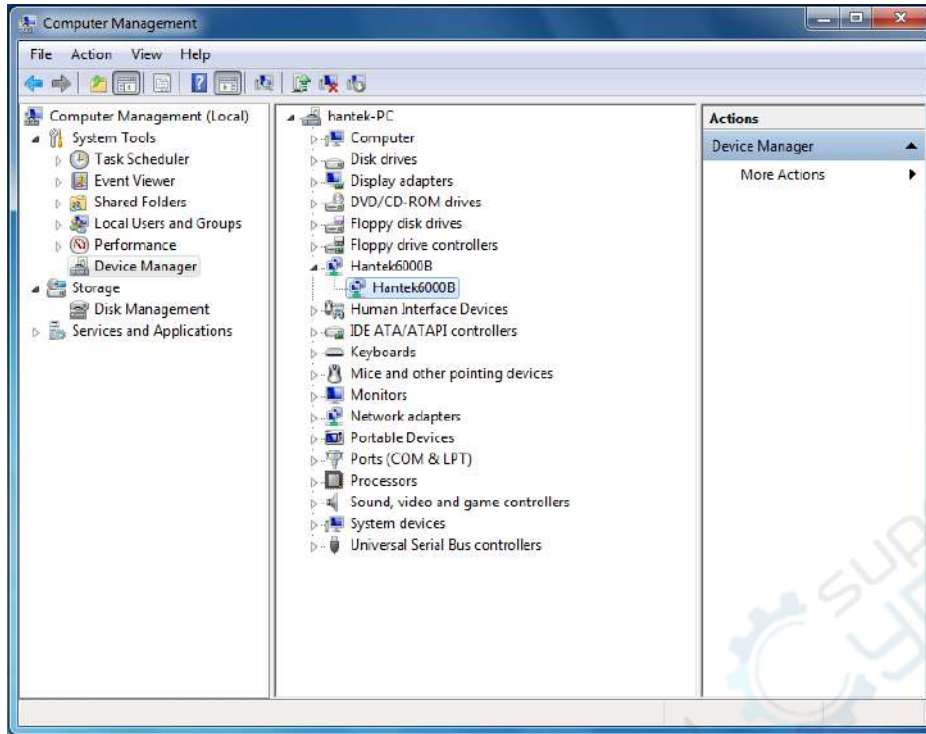 Computer Management
File Action View Help
Computer Management (Local)
System Tools
Task Scheduler
Event Viewer
Shared Folders
Local Users and Groups
Performance
Device Manager
Storage
Disk Management
Services and Applications
hantek-PC
Computer
Disk drives
Display adapters
DVD/CD-ROM drives
Floppy disk drives
Floppy drive controllers
Hantek6000B
Hantek6000B
Human Interface Devices
IDE ATA/ATAPI controllers
Keyboards
Mice and other pointing devices
Monitors
Network adapters
Portable Devices
Ports (COM & LPT)
Processors
Sound, video and game controllers
System devices
Universal Serial Bus controllers
Actions
Device Manager
More Actions